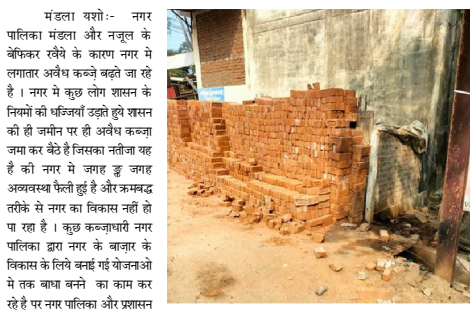 मंडला यशोः- नगर
पालिका मंडला और नजूल के
बेफिकर रवैये के कारण नगर मे
लगातार अवैध कब्जे बढ़ते जा रहे
है । नगर मे कुछ लोग शासन के
नियमों की धज्जियाँ उड़ाते हुये शासन
की ही जमीन पर ही अवैध कब्ज़ा
जमा कर बैठे है जिसका नतीजा यह
है की नगर मे जगह ङ्ग जगह
अव्यवस्था फैली हुई है और क्रमबद्ध
तरीके से नगर का विकास नहीं हो
पा रहा है । कुछ कब्ज़ाधारी नगर
पालिका द्वारा नगर के बाज़ार के
विकास के लिये बनाई गई योजनाओ
मे तक बाधा बनने का काम कर
रहे है पर नगर पालिका और प्रशासन